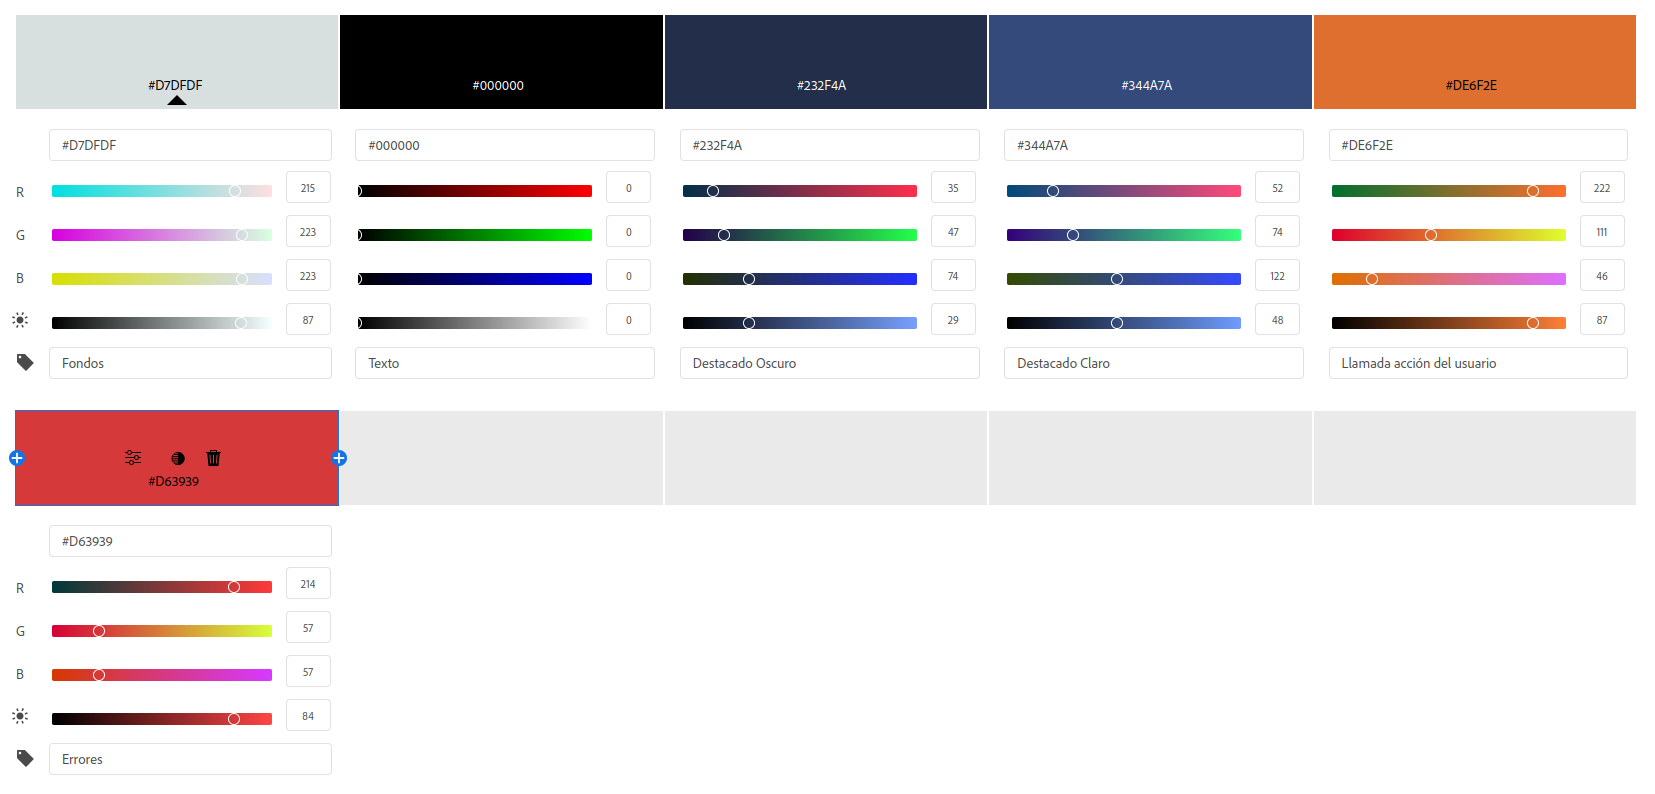 #D7DFDF #000000 #232F4A #344A7A #DE6F2E
#D7DFDF #000000 #232F4A #344A7A #DE6F2E
R 215 0 35 52 222
G 223 0 47 74 111
B 223 0 74 122 46
87 0 29 48 87
Fondos Texto Destacado Oscuro Destacado Claro Llamada acción del usuario
#D63939
#D63939
R 214
G 57
B 57
84
Errores